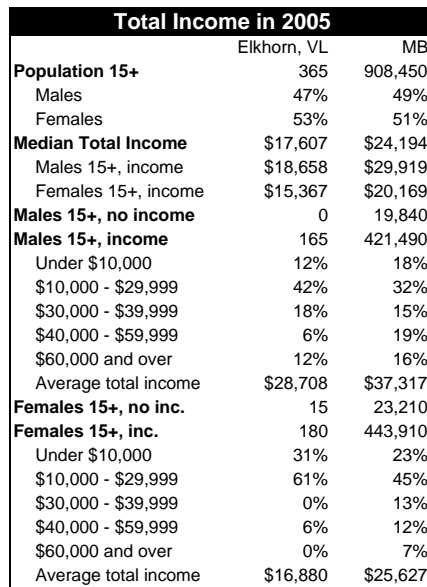 Total Income in 2005
Elkhorn, VL MB
Population 15+ 365 908,450
Males 47% 49%
Females 53% 51%
Median Total Income $17,607 $24,194
Males 15+, income $18,658 $29,919
Females 15+, income $15,367 $20,169
Males 15+, no income 0 19,840
Males 15+, income 165 421,490
Under $10,000 12% 18%
$10,000 - $29,999 42% 32%
$30,000 - $39,999 18% 15%
$40,000 - $59,999 6% 19%
$60,000 and over 12% 16%
Average total income $28,708 $37,317
Females 15+, no inc. 15 23,210
Females 15+, inc. 180 443,910
Under $10,000 31% 23%
$10,000 - $29,999 61% 45%
$30,000 - $39,999 0% 13%
$40,000 - $59,999 6% 12%
$60,000 and over 0% 7%
Average total income $16,880 $25,627